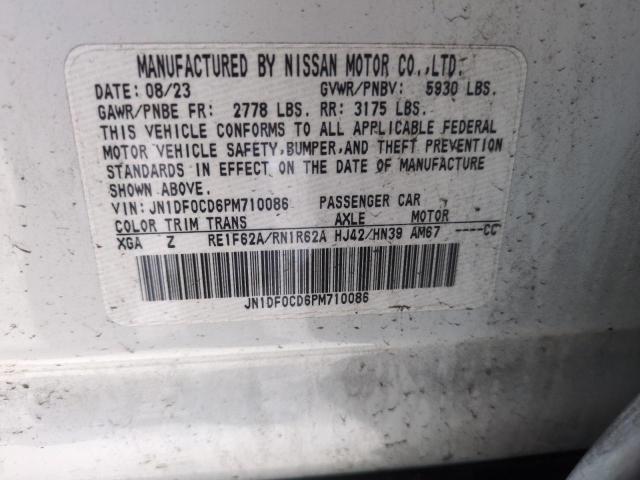 MANUFACTURED BY NISSAN MOTOR CO.,LTD.
DATE: 08/23 GVWR/PNBV: 5930 LBS.
GAWR/PNBE FR: 2778 LBS. RR: 3175 LBS.
THIS VEHICLE CONFORMS TO ALL APPLICABLE FEDERAL
MOTOR VEHICLE SAFETY,BUMPER,AND THEFT PREVENTION
STANDARDS IN EFFECT ON THE DATE OF MANUFACTURE
SHOWN ABOVE.
VIN: JN1DF0CD6PM710086 PASSENGER CAR
COLOR TRIM TRANS AXLE MOTOR
XGA Z RE1F62A/RN1R62A HJ42/HN39 AM67 ----CC
JN1DF0CD6PM710086